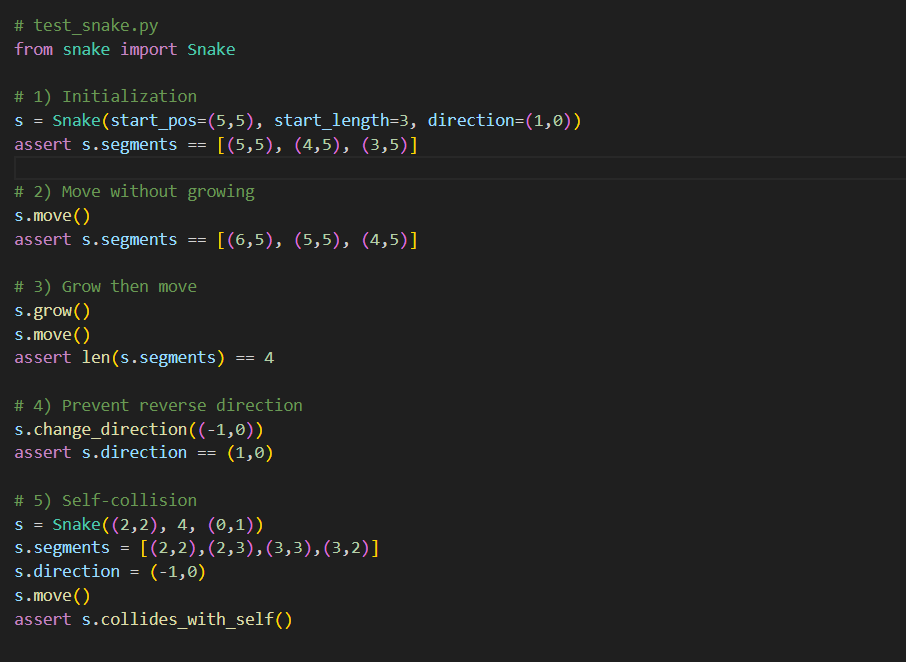 # test_snake.py
from snake import Snake
# 1) Initialization
s = Snake(start_pos=(5,5), start_length=3, direction=(1,0))
assert s.segments == [(5,5), (4,5), (3,5)]
# 2) Move without growing
s.move()
assert s.segments == [(6,5), (5,5), (4,5)]
# 3) Grow then move
s.grow()
s.move()
assert len(s.segments) == 4
# 4) Prevent reverse direction
s.change_direction((-1,0))
assert s.direction == (1,0)
# 5) Self-collision
s = Snake((2,2), 4, (0,1))
s.segments = [(2,2),(2,3),(3,3),(3,2)]
s.direction = (-1,0)
s.move()
assert s.collides_with_self()